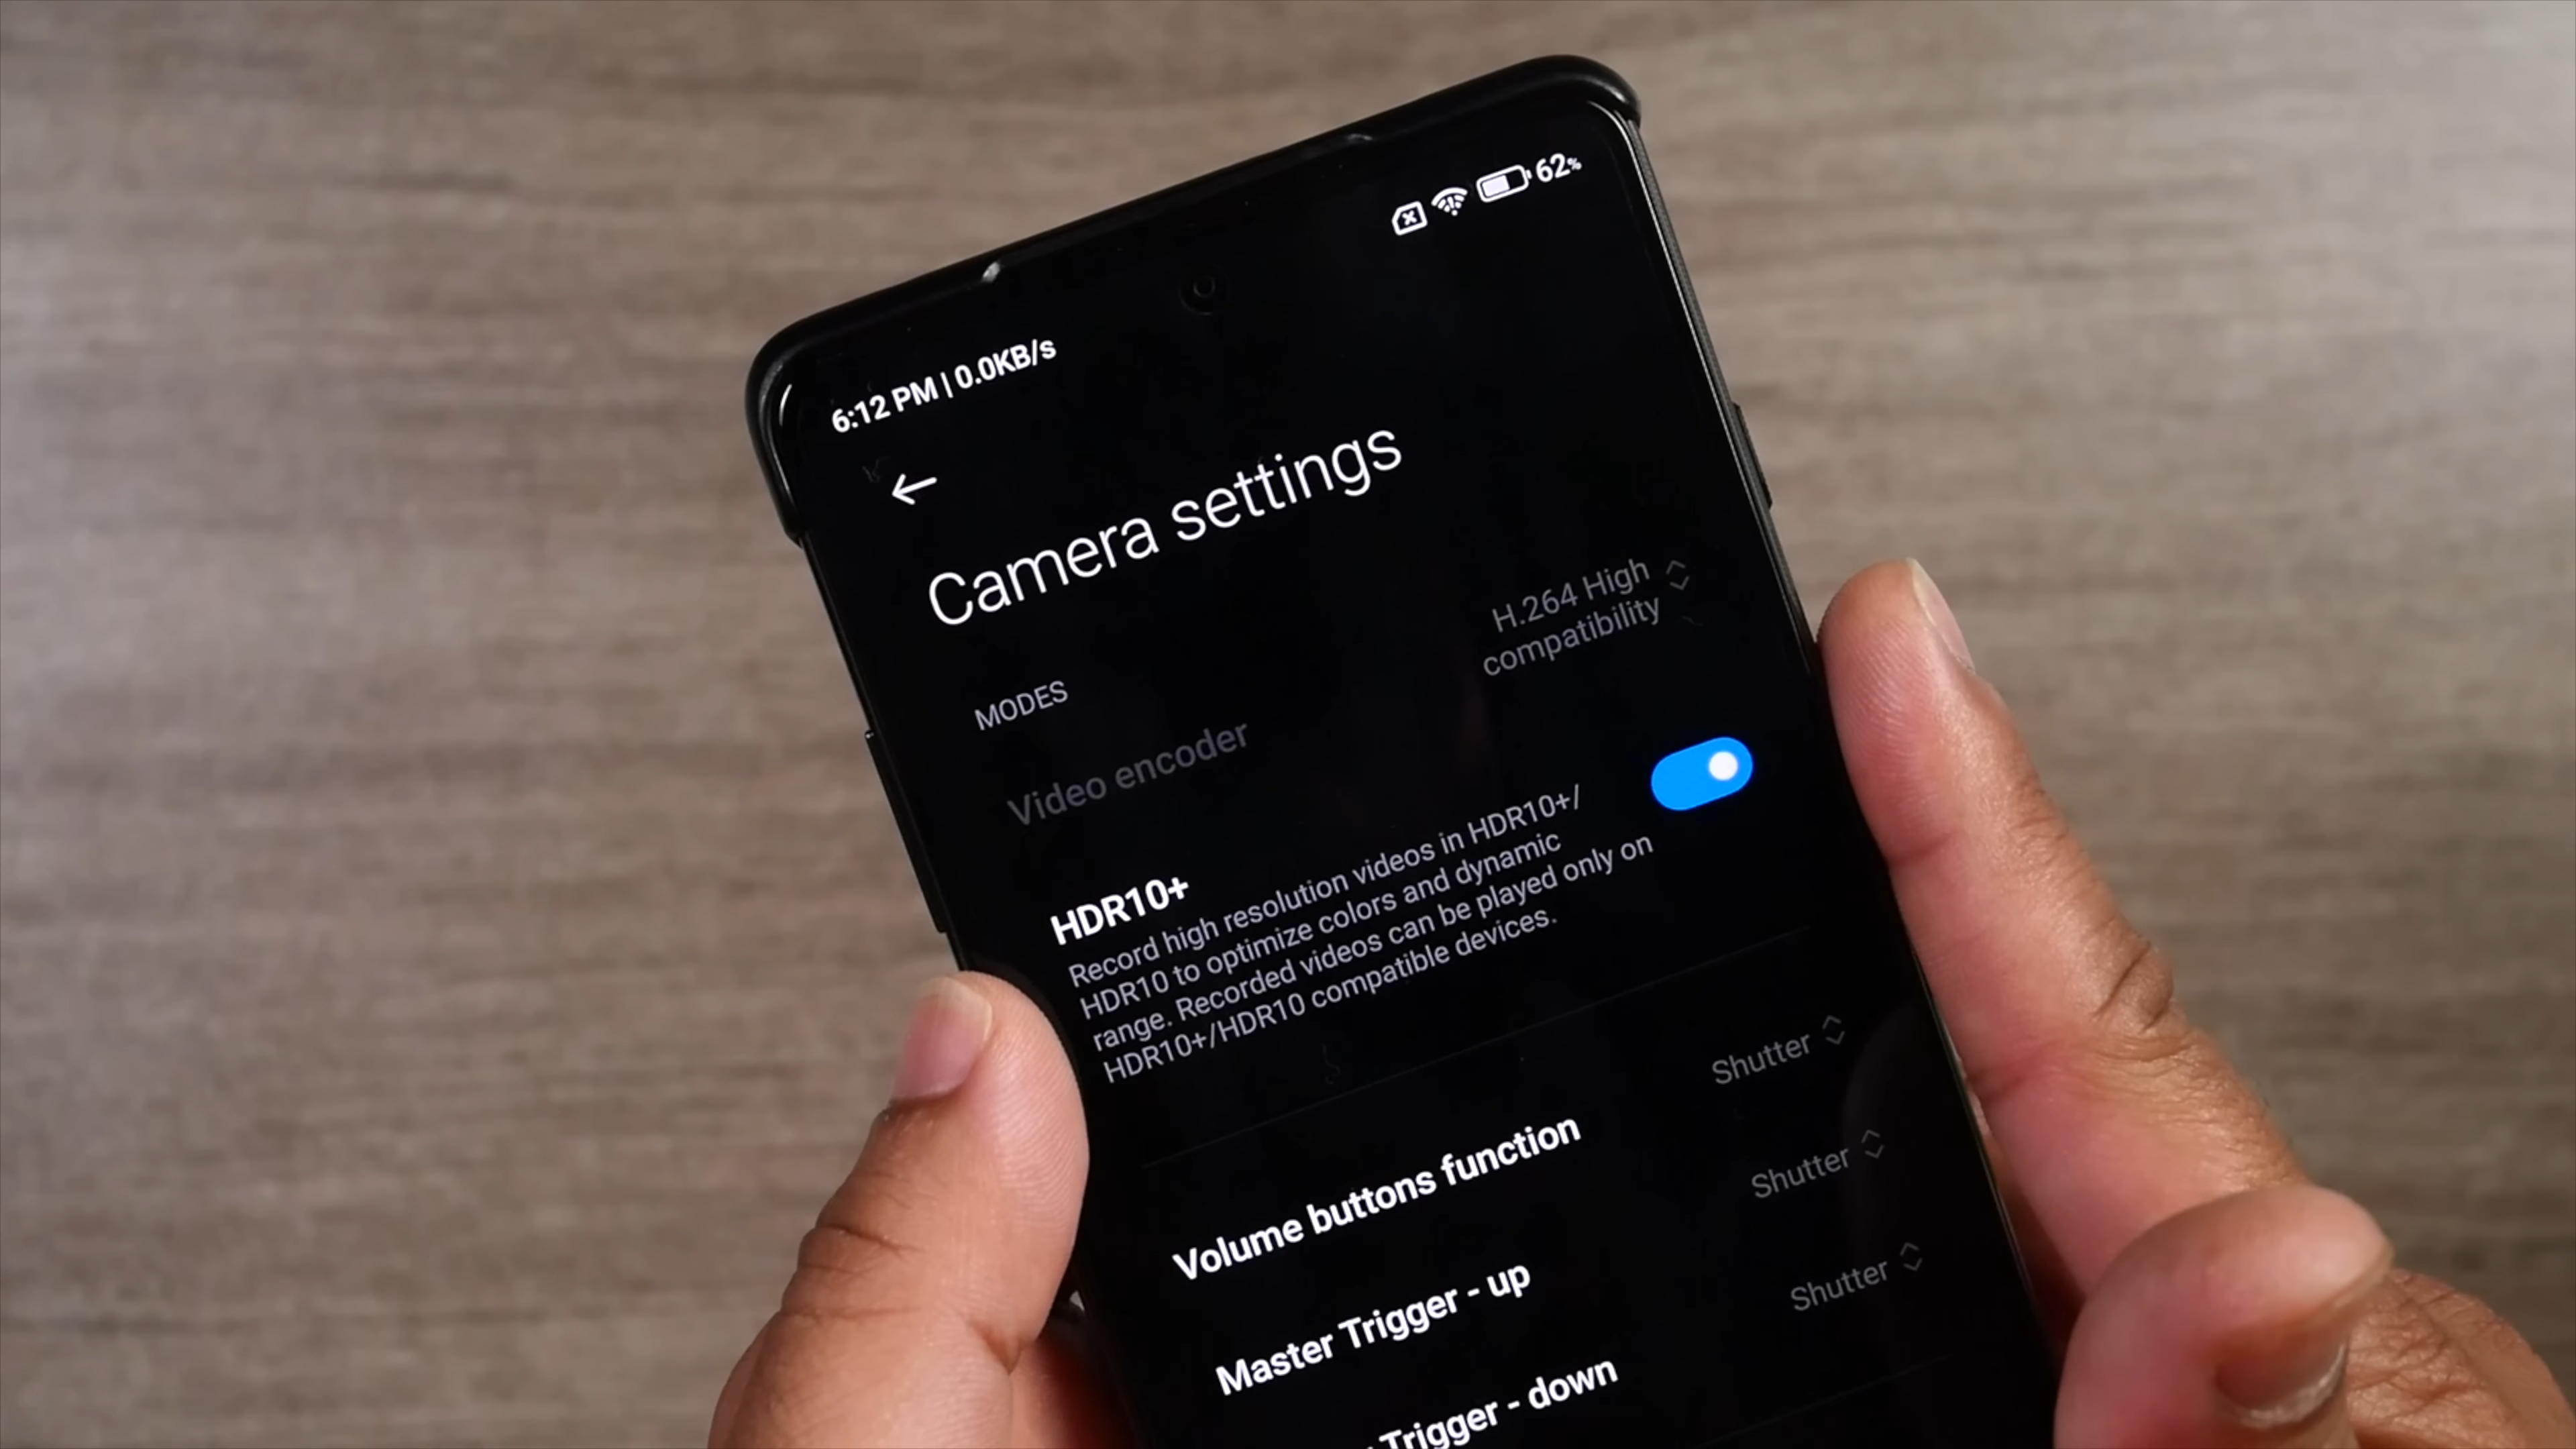 62%
6:12 PM | 0.0KB/s
Camera settings
MODES
Video encoder
H.264 High
compatibility
HDR10+
Record high resolution videos in HDR10+/
HDR10 to optimize colors and dynamic
range. Recorded videos can be played only on
HDR10+/HDR10 compatible devices.
Volume buttons function
Shutter
Master Trigger - up
Shutter
Trigger - down
Shutter